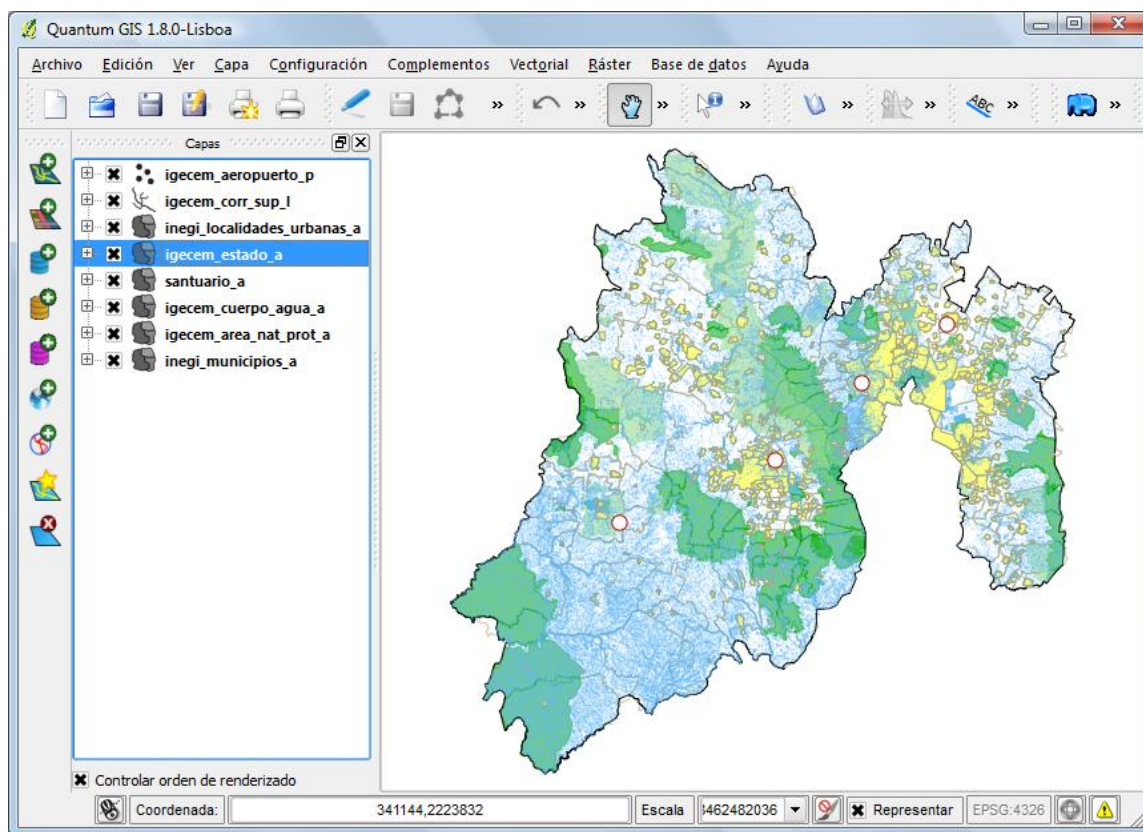 Quantum GIS 1.8.0-Lisboa
Archivo Edición Ver Capa Configuración Complementos Vectorial Ráster Base de datos Ayuda
ABC
Capas
igecem_aeropuerto_p
igecem_corr_sup_l
inegi_localidades_urbanas_a
igecem_estado_a
santuario_a
igecem_cuerpo_agua_a
igecem_area_nat_prot_a
inegi_municipios_a
Controlar orden de renderizado
Coordenada: 341144,2223832 Escala 462482036 Representar EPSG:4326